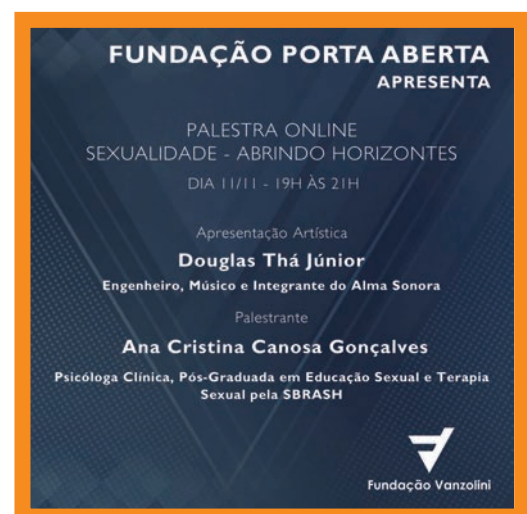 FUNDAÇÃO PORTA ABERTA
APRESENTA
PALESTRA ONLINE
SEXUALIDADE - ABRINDO HORIZONTES
DIA 11/11 - 19H ÀS 21H
Apresentação Artística
Douglas Thá Júnior
Engenheiro, Músico e Integrante do Alma Sonora
Palestrante
Ana Cristina Canosa Gonçalves
Psicóloga Clínica, Pós-Graduada em Educação Sexual e Terapia
Sexual pela SBRASH
Fundação Vanzolini